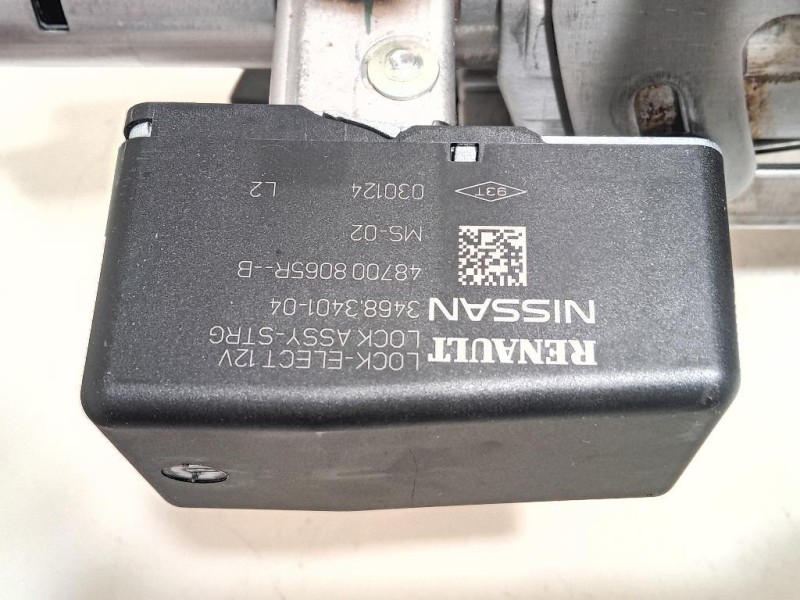 RENAULT
NISSAN
LOCK-ELECT 12V
LOCK ASSY-STRG
3468.3401-04
48700 8065R--B
MS-02
93T
030124 L2